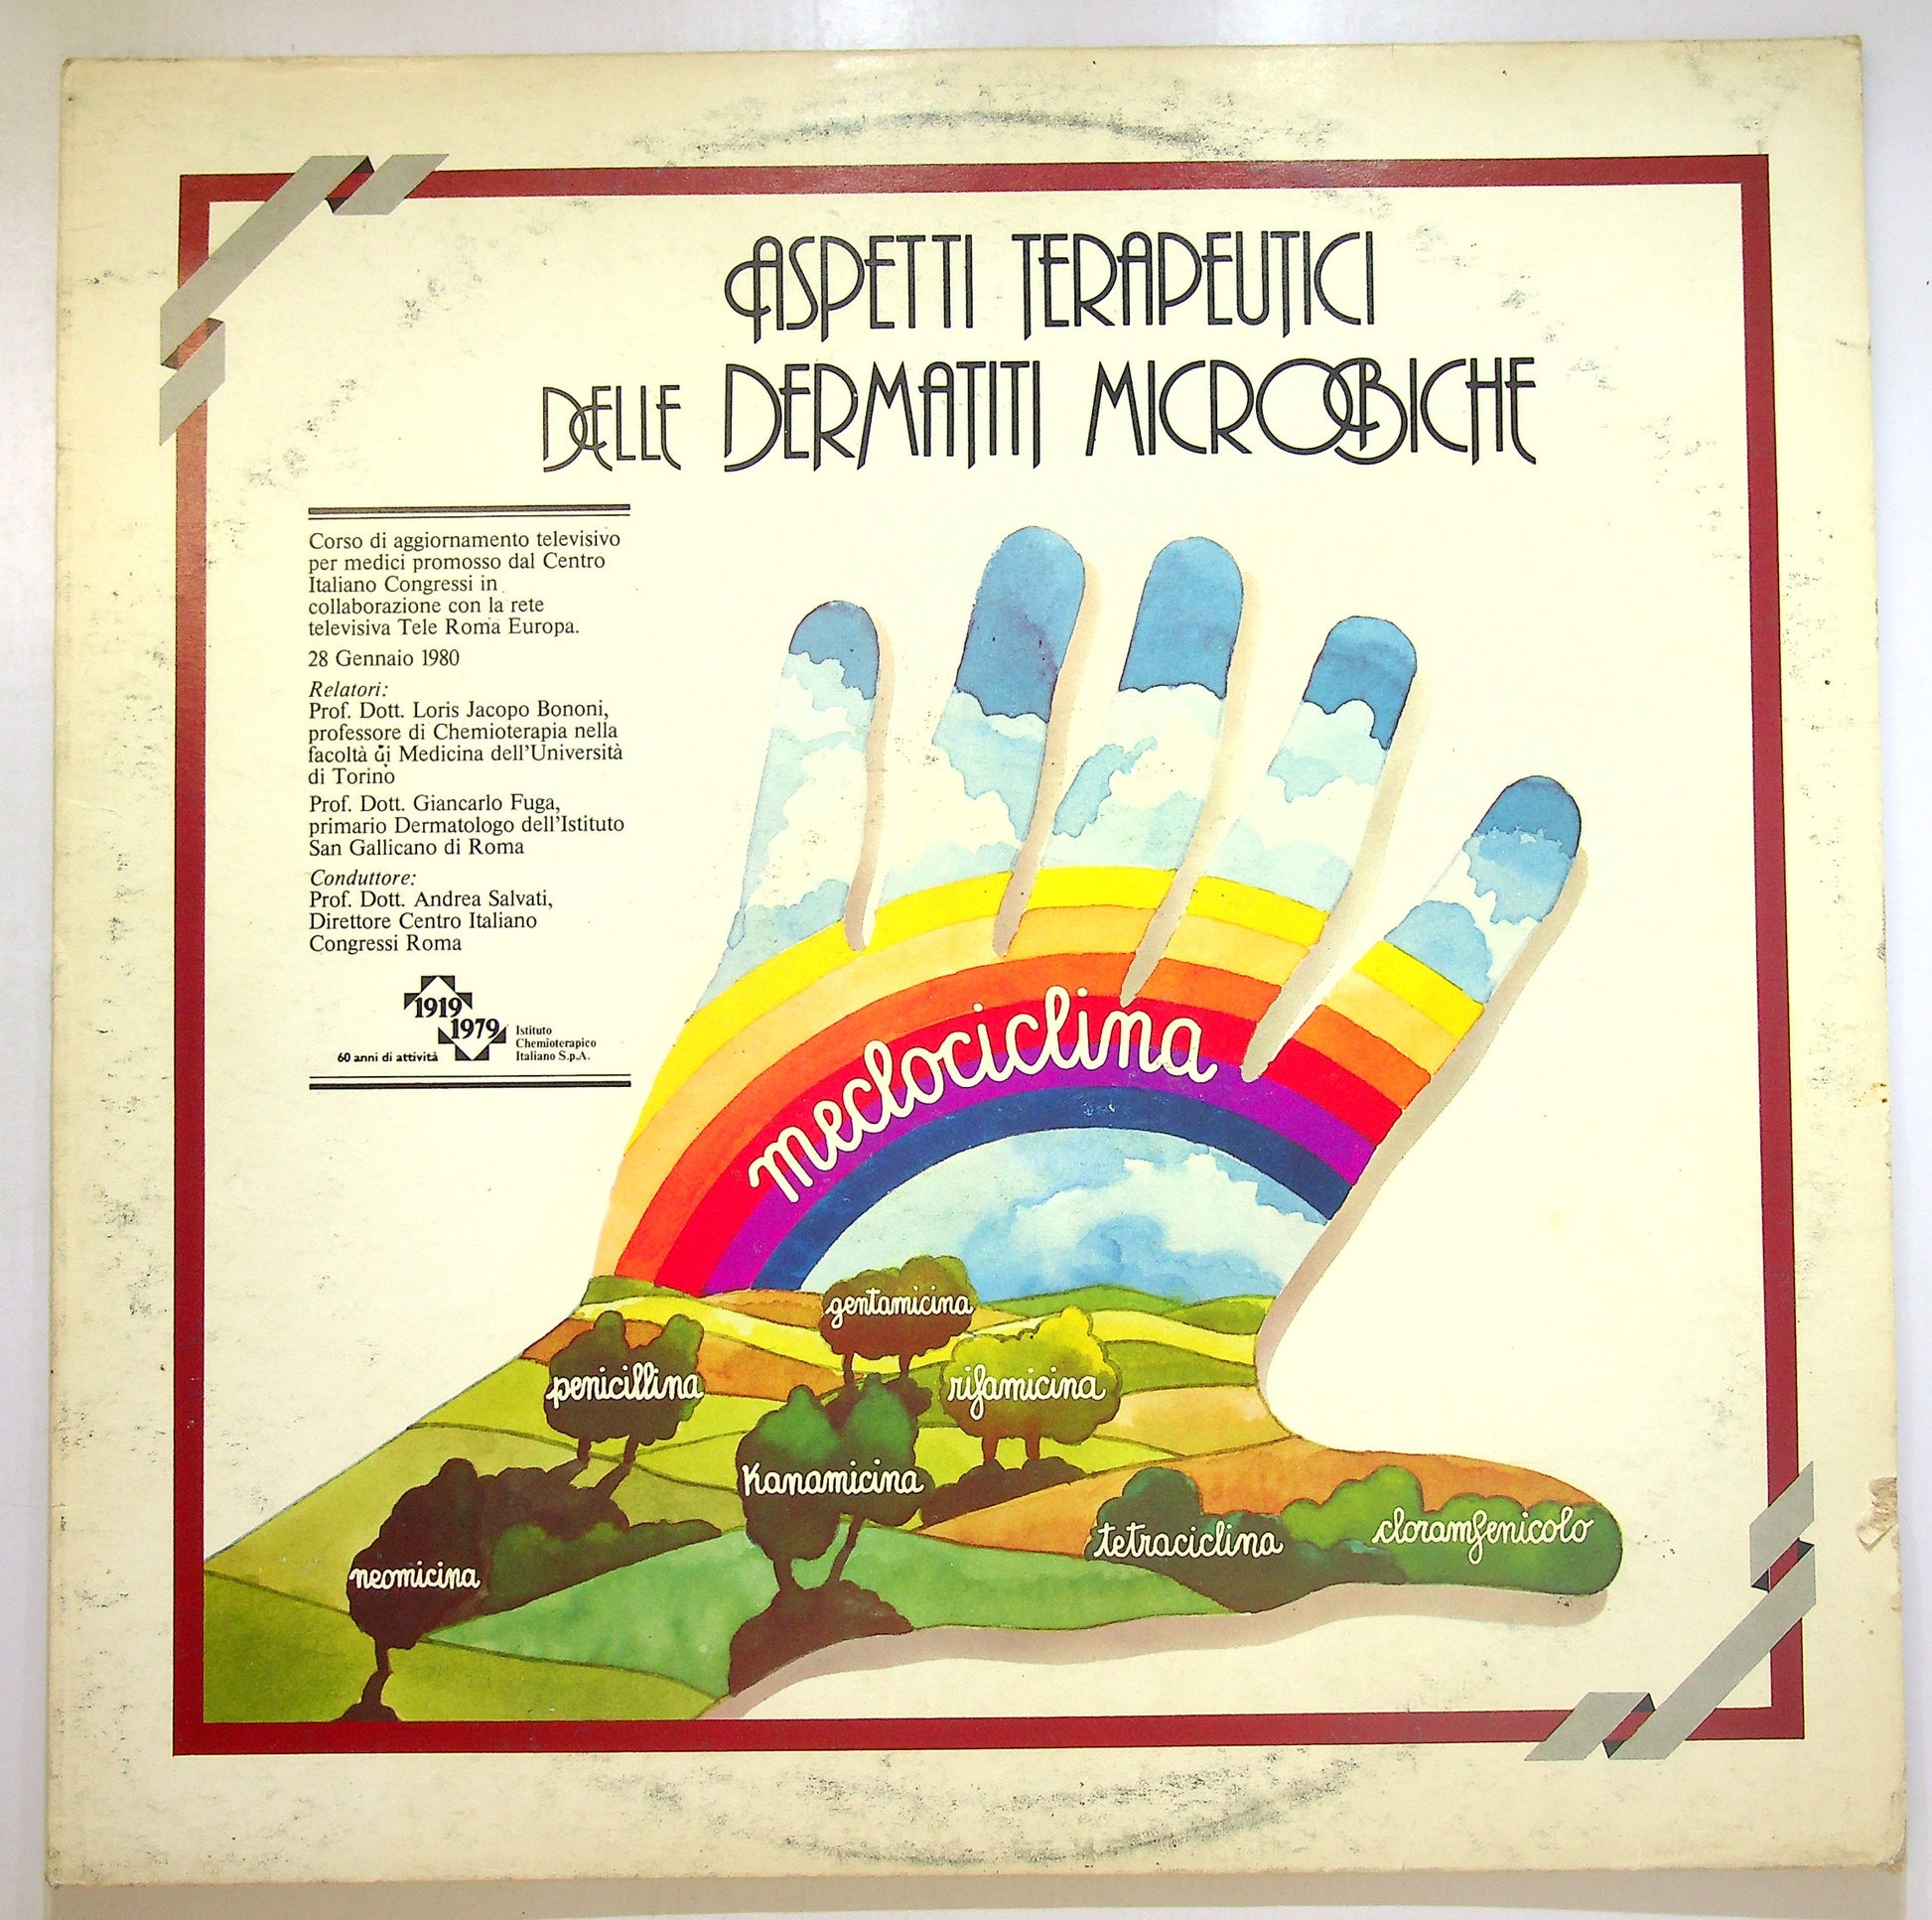 ASPETTI TERAPEUTICI
DELLE DERMATITI MICROBICHE
Corso di aggiornamento televisivo
per medici promosso dal Centro
Italiano Congressi in
collaborazione con la rete
televisiva Tele Roma Europa.
28 Gennaio 1980
Relatori:
Prof. Dott. Loris Jacopo Bononi,
professore di Chemioterapia nella
facoltà di Medicina dell'Università
di Torino
Prof. Dott. Giancarlo Fuga,
primario Dermatologo dell'Istituto
San Gallicano di Roma
Conduttore:
Prof. Dott. Andrea Salvati,
Direttore Centro Italiano
Congressi Roma
1919
1979
60 anni di attività
Istituto
Chemioterapico
Italiano S.p.A.
meclociclina
gentamicina
penicillina
rifamicina
kanamicina
tetraciclina
cloramfenicolo
neomicina